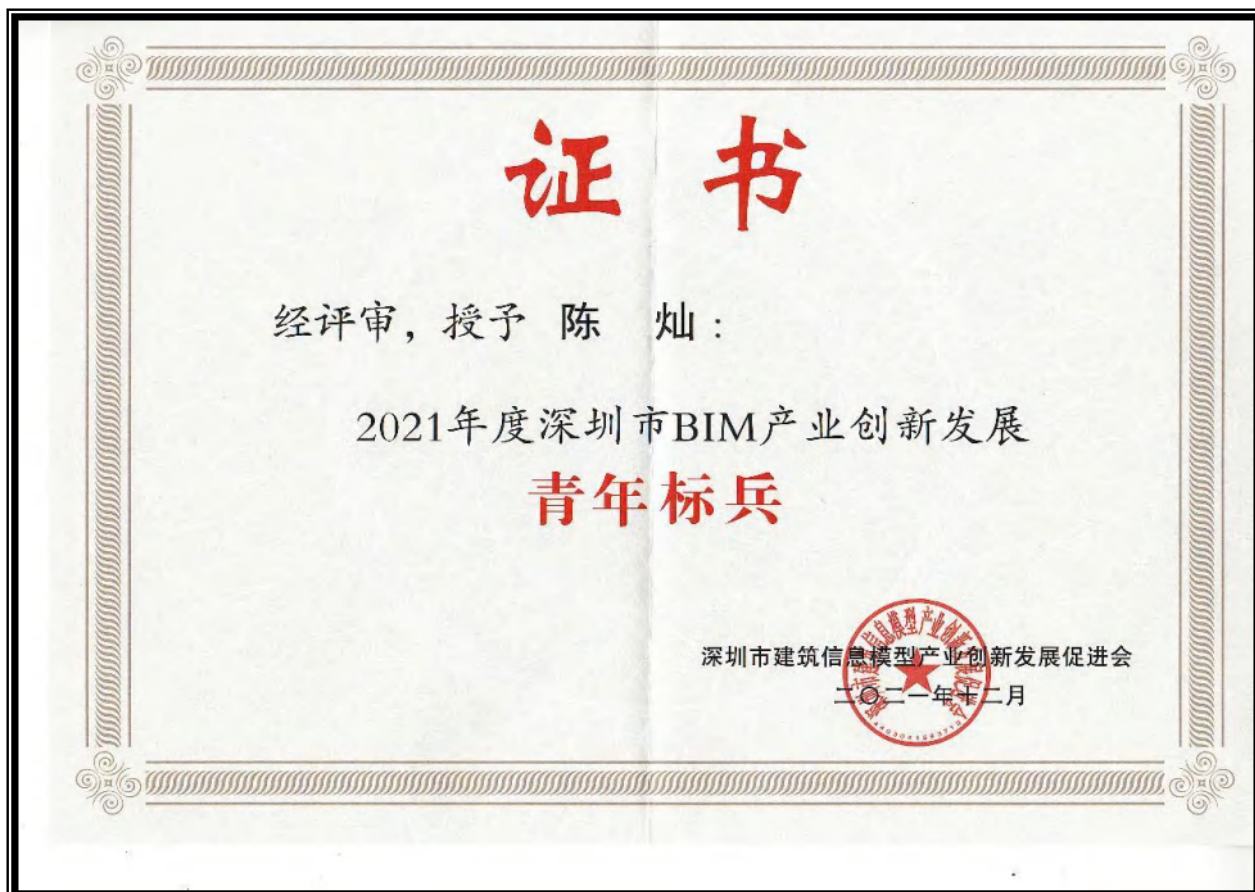 证 书
经评审，授予 陈 灿：
2021年度深圳市BIM产业创新发展
青年标兵
深圳市建筑信息模型产业创新发展促进会
二〇二一年十二月